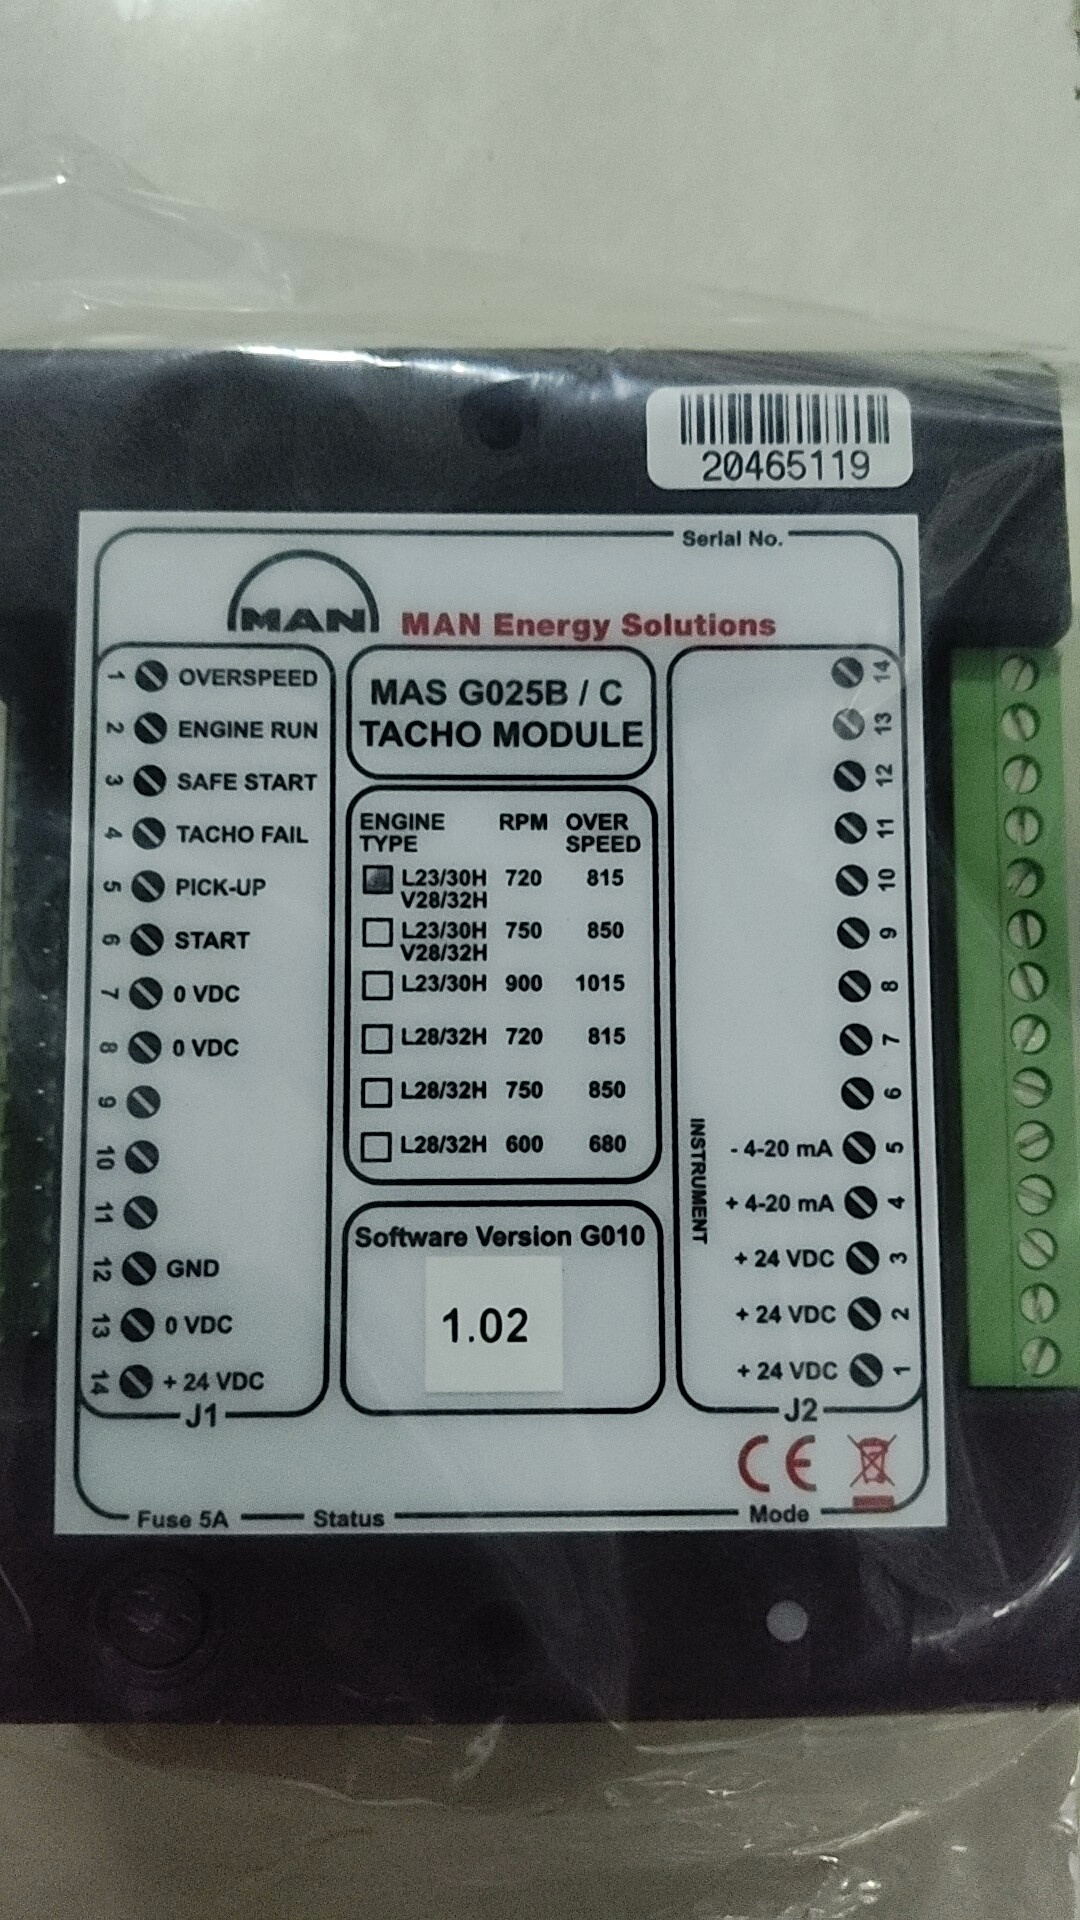 20465119
Serial No.
MAN MAN Energy Solutions
1 OVERSPEED
2 ENGINE RUN
3 SAFE START
4 TACHO FAIL
5 PICK-UP
6 START
7 0 VDC
8 0 VDC
9
10
11
12 GND
13 0 VDC
14 + 24 VDC
J1
MAS G025B / C
TACHO MODULE
ENGINE RPM OVER
TYPE SPEED
L23/30H 720 815
V28/32H
L23/30H 750 850
V28/32H
L23/30H 900 1015
L28/32H 720 815
L28/32H 750 850
L28/32H 600 680
Software Version G010
1.02
14
13
12
11
10
9
8
7
6
INSTRUMENT
- 4-20 mA 5
+ 4-20 mA 4
+ 24 VDC 3
+ 24 VDC 2
+ 24 VDC 1
J2
CE
Fuse 5A Status Mode